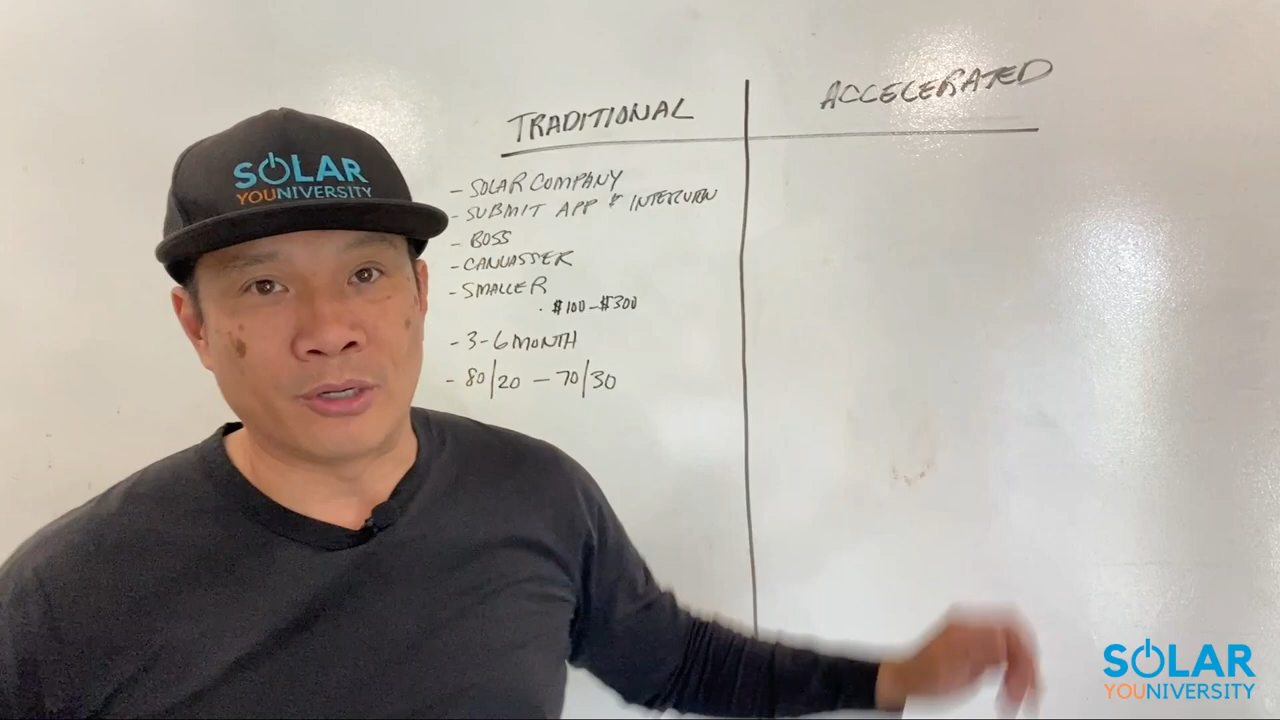 SOLAR
YOUNIVERSITY
TRADITIONAL
- SOLAR COMPANY
- SUBMIT APP &
- BOSS
- CANVASSER
- SMALLER
· $100-$300
- 3-6 MONTH
- 80/20 - 70/30
ACCELERATED
SOLAR
YOUNIVERSITY